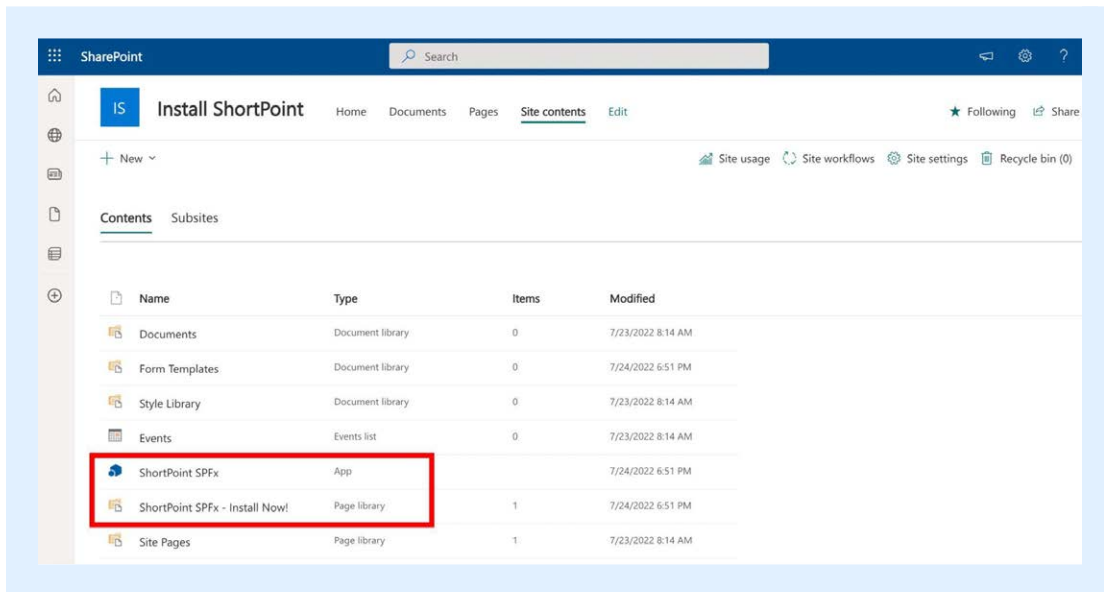 SharePoint Search ?
IS Install ShortPoint Home Documents Pages Site contents Edit Following Share
New Site usage Site workflows Site settings Recycle bin (0)
Contents Subsites
Name Type Items Modified
Documents Document library 0 7/23/2022 8:14 AM
Form Templates Document library 0 7/24/2022 6:51 PM
Style Library Document library 0 7/23/2022 8:14 AM
Events Events list 0 7/23/2022 8:14 AM
ShortPoint SPFx App 7/24/2022 6:51 PM
ShortPoint SPFx - Install Now! Page library 1 7/24/2022 6:51 PM
Site Pages Page library 1 7/23/2022 8:14 AM